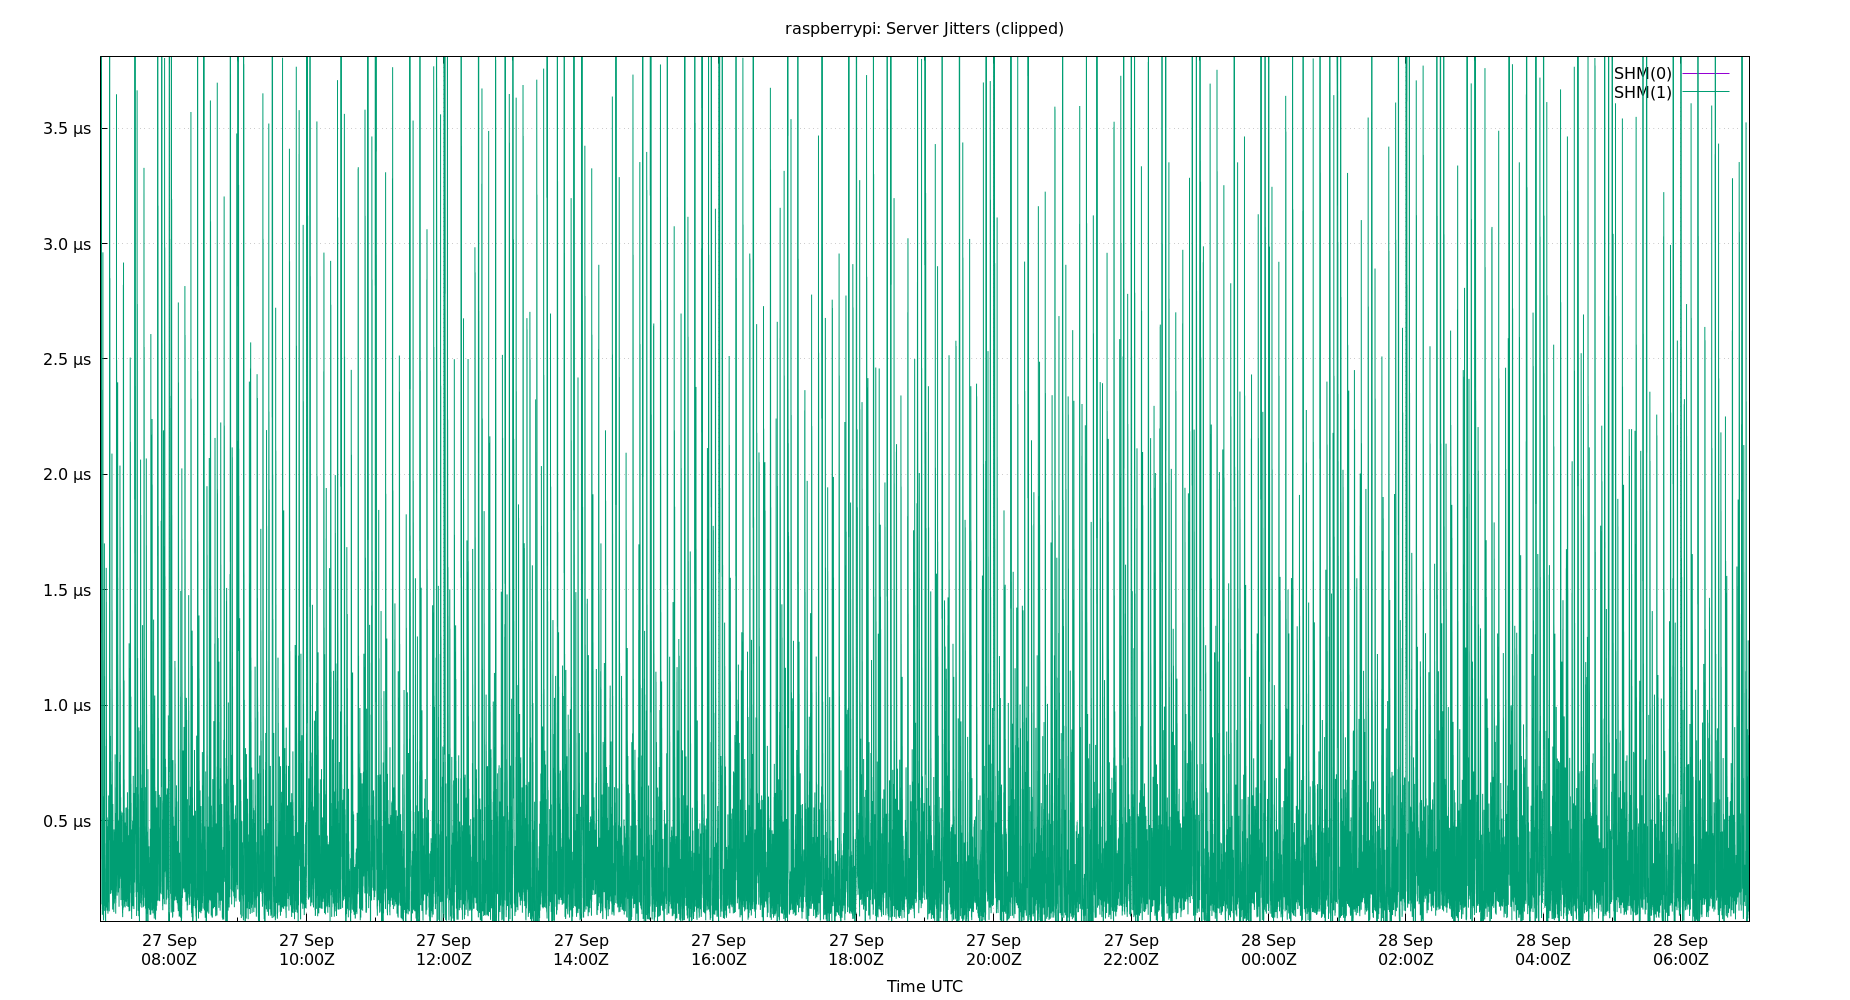 raspberrypi: Server Jitters (clipped)
SHM(0)
SHM(1)
3.5 µs
3.0 µs
2.5 µs
2.0 µs
1.5 µs
1.0 µs
0.5 µs
27 Sep 27 Sep 27 Sep 27 Sep 27 Sep 27 Sep 27 Sep 27 Sep 28 Sep 28 Sep 28 Sep 28 Sep
08:00Z 10:00Z 12:00Z 14:00Z 16:00Z 18:00Z 20:00Z 22:00Z 00:00Z 02:00Z 04:00Z 06:00Z
Time UTC